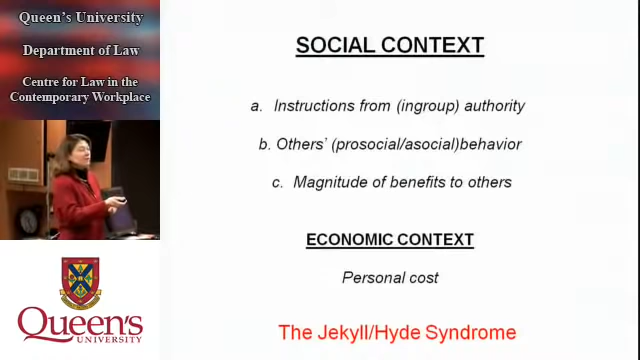 Queen's University
Department of Law
Centre for Law in the
Contemporary Workplace
Queen's
UNIVERSITY
SOCIAL CONTEXT
a. Instructions from (ingroup) authority
b. Others' (prosocial/asocial)behavior
c. Magnitude of benefits to others
ECONOMIC CONTEXT
Personal cost
The Jekyll/Hyde Syndrome